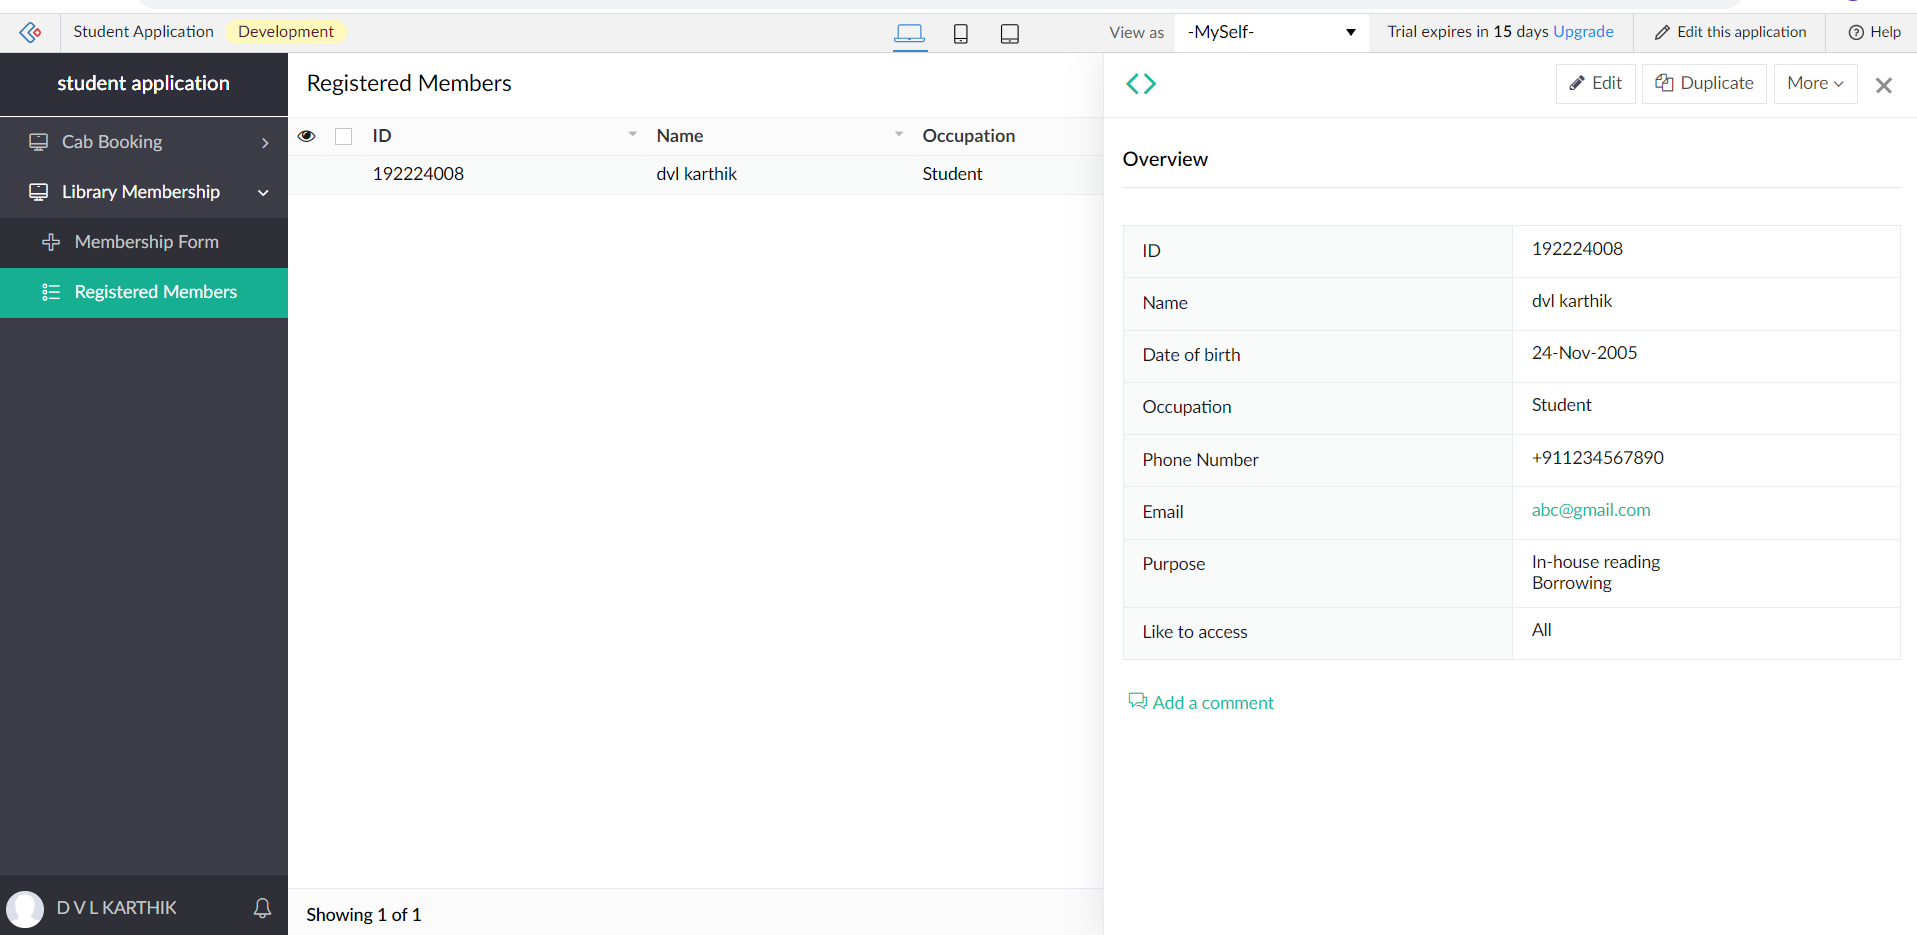 Student Application Development View as -MySelf- Trial expires in 15 days Upgrade Edit this application Help
student application
Cab Booking
Library Membership
Membership Form
Registered Members
D V L KARTHIK
Registered Members
ID Name Occupation
192224008 dvl karthik Student
Showing 1 of 1
Edit Duplicate More
Overview
ID 192224008
Name dvl karthik
Date of birth 24-Nov-2005
Occupation Student
Phone Number +911234567890
Email abc@gmail.com
Purpose In-house reading
Borrowing
Like to access All
Add a comment